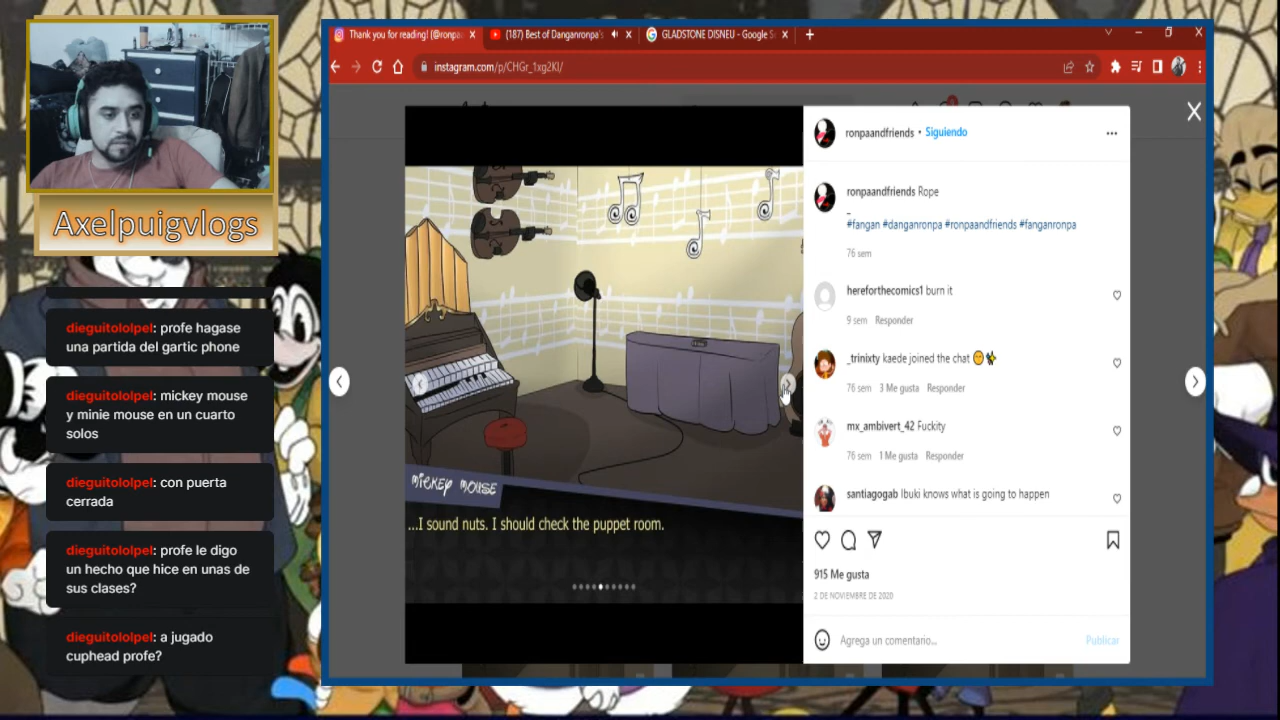 Axelpuigvlogs
dieguitololpel: profe hagase
una partida del gartic phone
dieguitololpel: mickey mouse
y minie mouse en un cuarto
solos
dieguitololpel: con puerta
cerrada
dieguitololpel: profe le digo
un hecho que hice en unas de
sus clases?
dieguitololpel: a jugado
cuphead profe?
Thank you for reading! (@ronpa
(187) Best of Danganronpa's
GLADSTONE DISNEU - Google S
instagram.com/p/CHGr_1xg2KI/
MICKEY MOUSE
...I sound nuts. I should check the puppet room.
ronpaandfriends • Siguiendo
ronpaandfriends Rope
_
#fangan #danganronpa #ronpaandfriends #fanganronpa
76 sem
hereforthecomics1 burn it
9 sem Responder
_trinixty kaede joined the chat 😊✨
76 sem 3 Me gusta Responder
mx_ambivert_42 Fuckity
76 sem 1 Me gusta Responder
santiagogab Ibuki knows what is going to happen
915 Me gusta
2 DE NOVIEMBRE DE 2020
Agrega un comentario...
Publicar